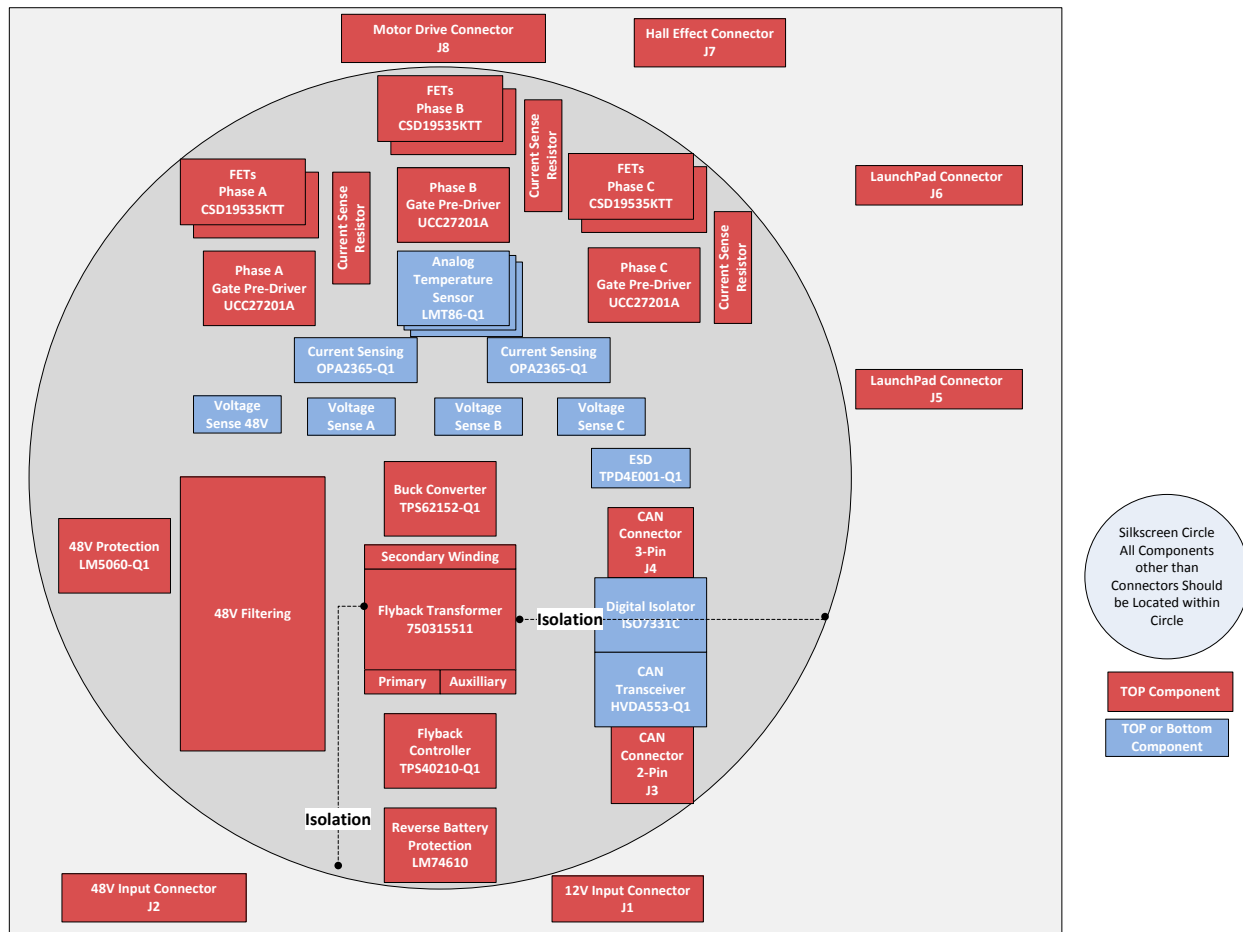 Motor Drive Connector
J8
Hall Effect Connector
J7
FETs
Phase B
CSD19535KTT
Current Sense
Resistor
FETs
Phase A
CSD19535KTT
Current Sense
Resistor
Phase B
Gate Pre-Driver
UCC27201A
FETs
Phase C
CSD19535KTT
Current Sense
Resistor
LaunchPad Connector
J6
Phase A
Gate Pre-Driver
UCC27201A
Analog
Temperature
Sensor
LMT86-Q1
Phase C
Gate Pre-Driver
UCC27201A
Current Sensing
OPA2365-Q1
Current Sensing
OPA2365-Q1
LaunchPad Connector
J5
Voltage
Sense 48V
Voltage
Sense A
Voltage
Sense B
Voltage
Sense C
ESD
TPD4E001-Q1
Buck Converter
TPS62152-Q1
CAN
Connector
3-Pin
J4
48V Protection
LM5060-Q1
48V Filtering
Secondary Winding
Flyback Transformer
750315511
Primary
Auxilliary
Isolation
Digital Isolator
ISO7331C
CAN
Transceiver
HVDA553-Q1
Flyback
Controller
TPS40210-Q1
CAN
Connector
2-Pin
J3
Isolation
Reverse Battery
Protection
LM74610
48V Input Connector
J2
12V Input Connector
J1
Silkscreen Circle
All Components
other than
Connectors Should
be Located within
Circle
TOP Component
TOP or Bottom
Component